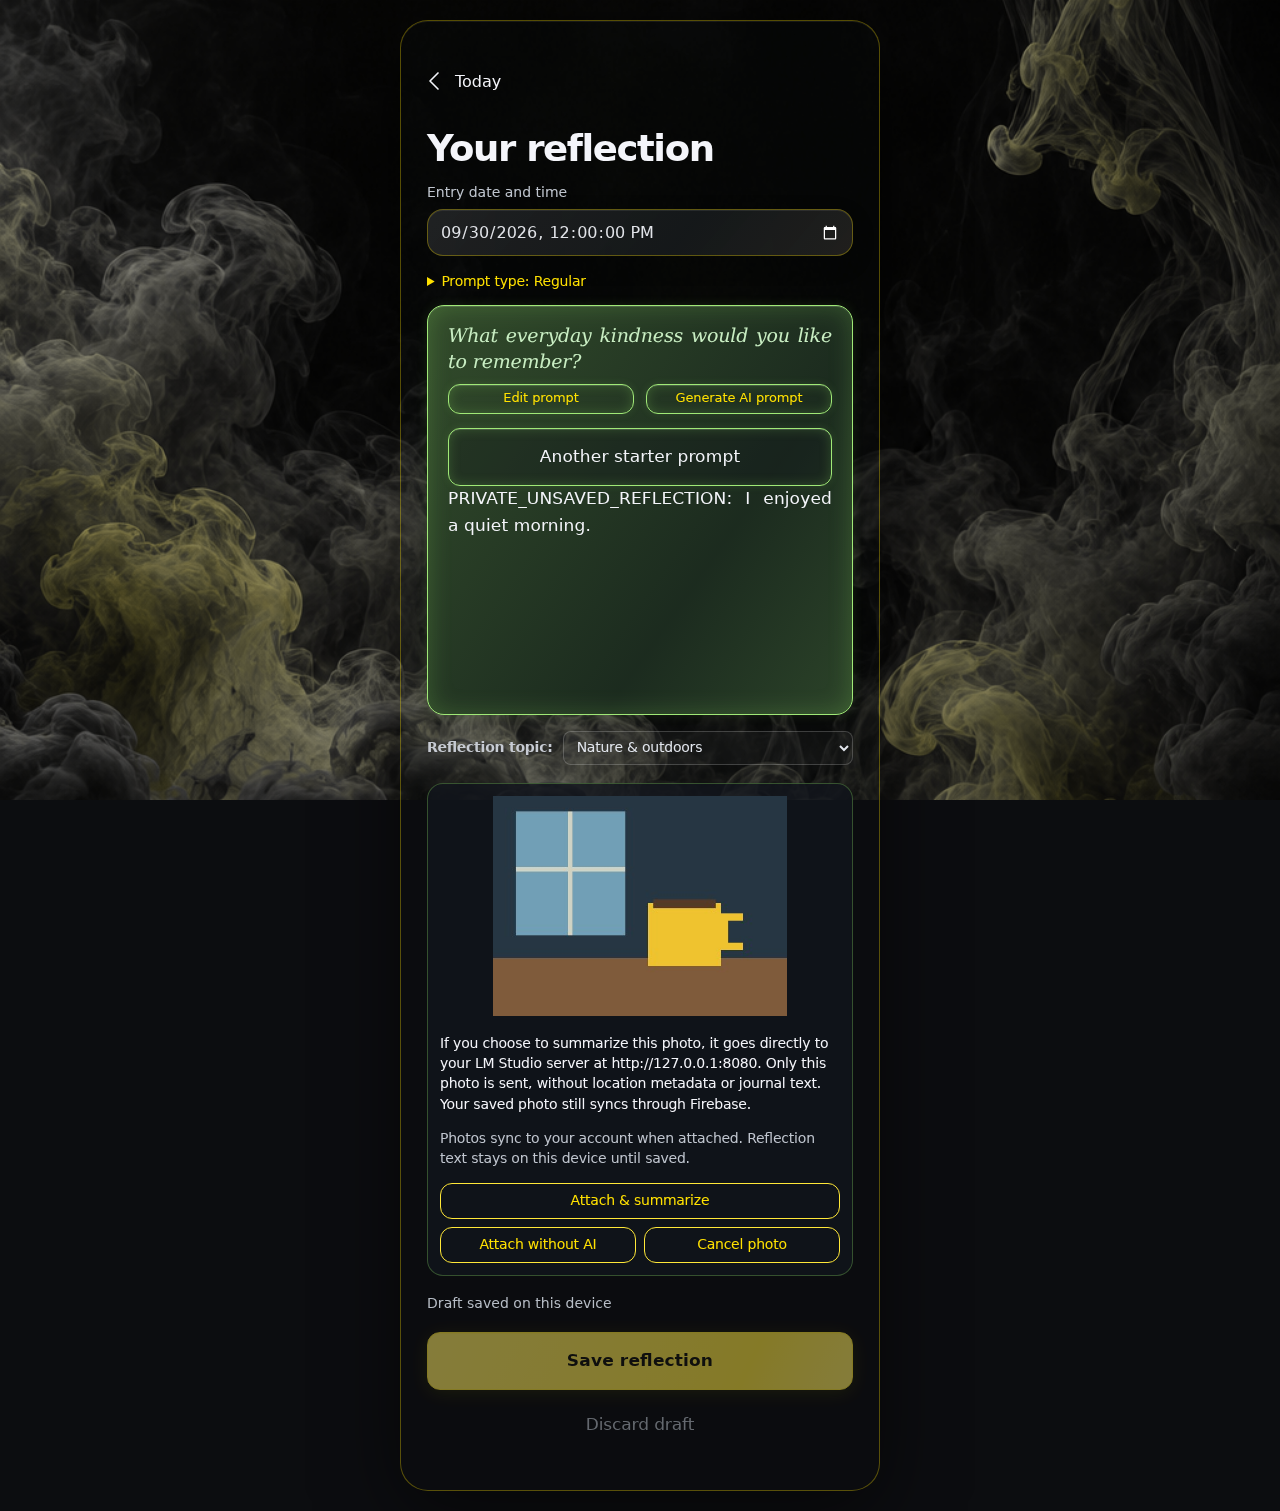 Today
Your reflection
Entry date and time
09/30/2026, 12:00:00 PM
Prompt type: Regular
What everyday kindness would you like
to remember?
Edit prompt
Generate AI prompt
Another starter prompt
PRIVATE_UNSAVED_REFLECTION: I enjoyed
a quiet morning.
Reflection topic:
Nature & outdoors
If you choose to summarize this photo, it goes directly to
your LM Studio server at http://127.0.0.1:8080. Only this
photo is sent, without location metadata or journal text.
Your saved photo still syncs through Firebase.
Photos sync to your account when attached. Reflection
text stays on this device until saved.
Attach & summarize
Attach without AI
Cancel photo
Draft saved on this device
Save reflection
Discard draft